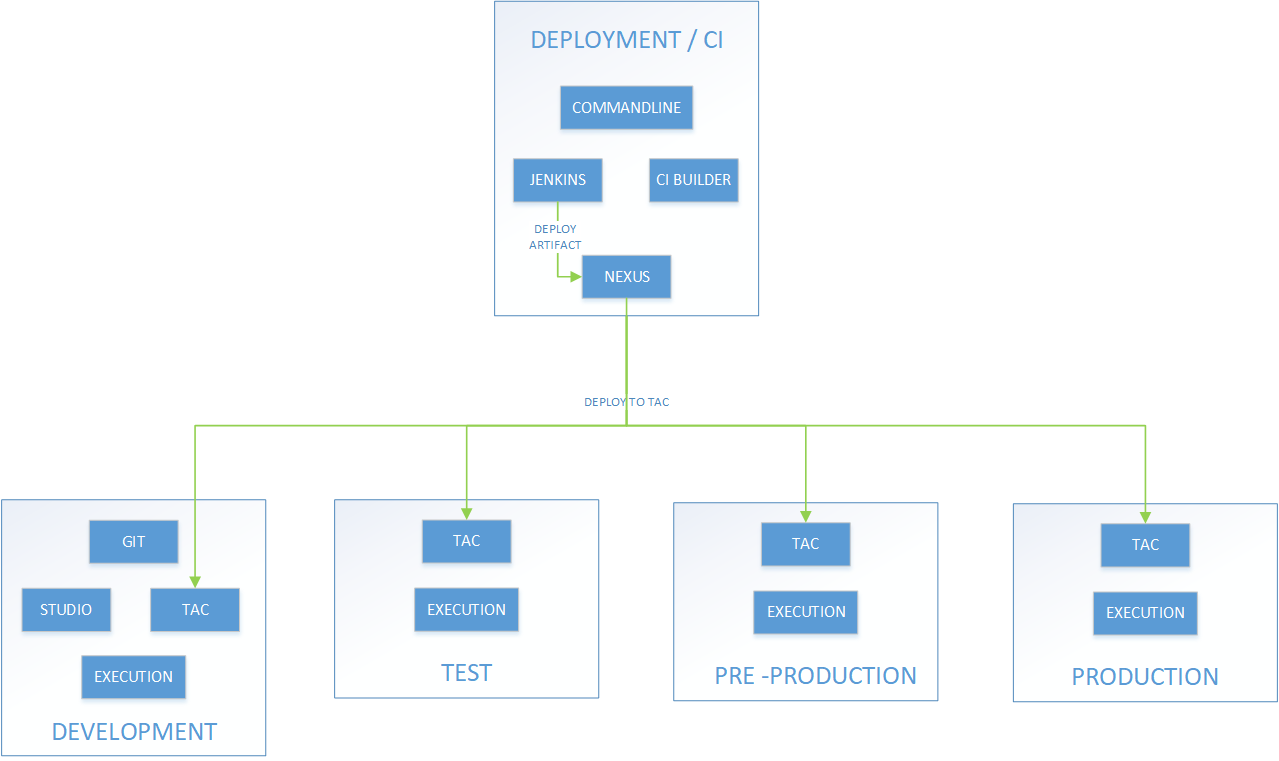 DEPLOYMENT / CI
COMMANDLINE
JENKINS
CI BUILDER
DEPLOY
ARTIFACT
NEXUS
DEPLOY TO TAC
GIT
STUDIO
TAC
EXECUTION
DEVELOPMENT
TAC
EXECUTION
TEST
TAC
EXECUTION
PRE -PRODUCTION
TAC
EXECUTION
PRODUCTION